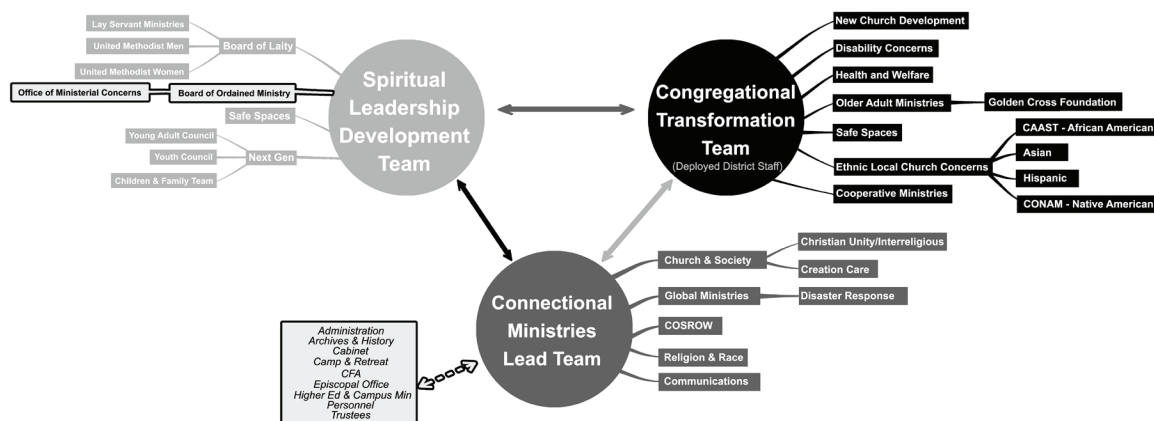 Lay Servant Ministries
United Methodist Men
United Methodist Women
Board of Laity
Office of Ministerial Concerns
Board of Ordained Ministry
Safe Spaces
Young Adult Council
Youth Council
Children & Family Team
Next Gen
Spiritual
Leadership
Development
Team
Congregational
Transformation
Team
(Deployed District Staff)
New Church Development
Disability Concerns
Health and Welfare
Older Adult Ministries
Golden Cross Foundation
Safe Spaces
Ethnic Local Church Concerns
CAAST - African American
Asian
Hispanic
CONAM - Native American
Cooperative Ministries
Connectional
Ministries
Lead Team
Church & Society
Christian Unity/Interreligious
Creation Care
Global Ministries
Disaster Response
COSROW
Religion & Race
Communications
Administration
Archives & History
Cabinet
Camp & Retreat
CFA
Episcopal Office
Higher Ed & Campus Min
Personnel
Trustees